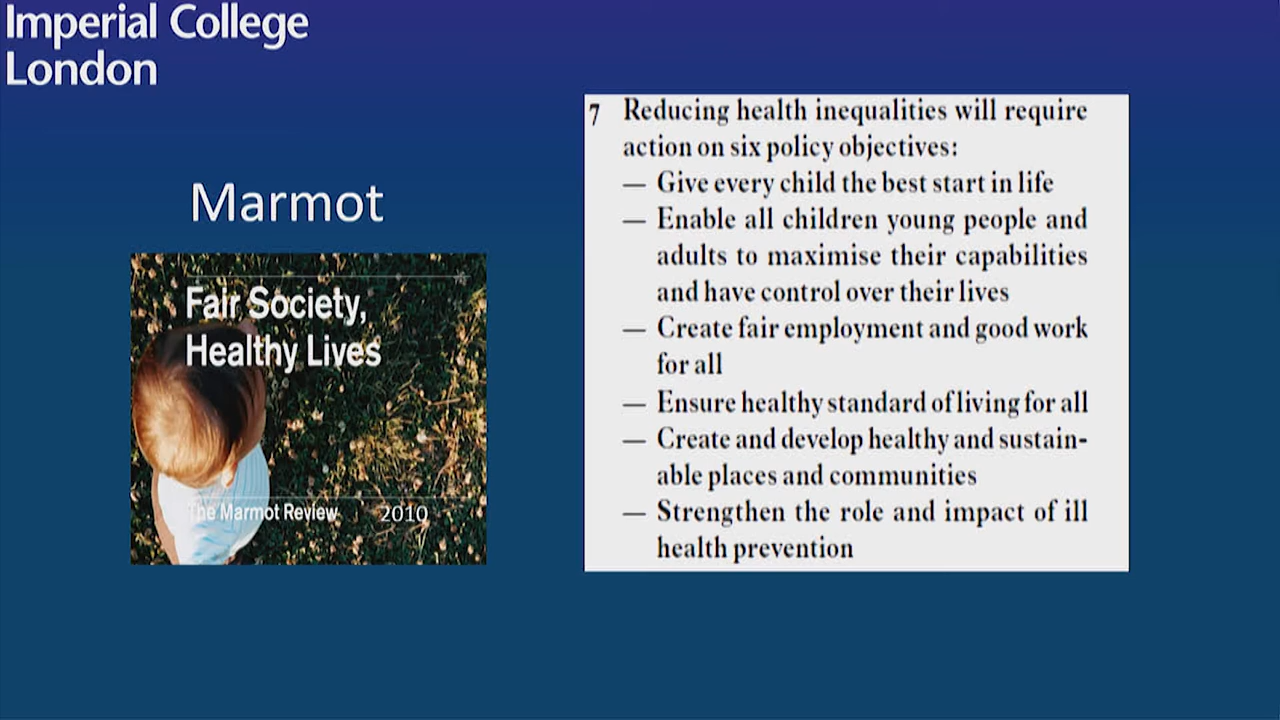 Imperial College
London
Marmot
Fair Society,
Healthy Lives
The Marmot Review 2010
7 Reducing health inequalities will require
action on six policy objectives:
— Give every child the best start in life
— Enable all children young people and
adults to maximise their capabilities
and have control over their lives
— Create fair employment and good work
for all
— Ensure healthy standard of living for all
— Create and develop healthy and sustain-
able places and communities
— Strengthen the role and impact of ill
health prevention